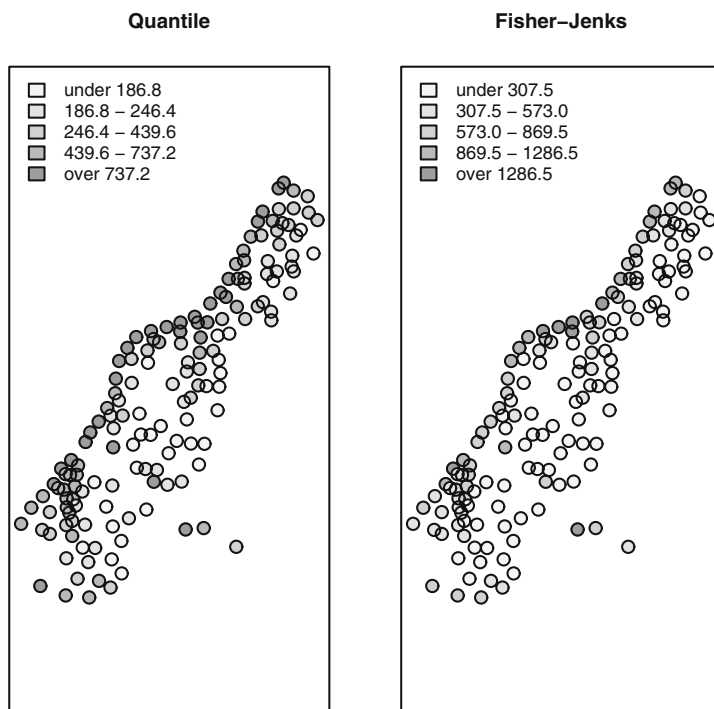 Quantile
under 186.8
186.8 − 246.4
246.4 − 439.6
439.6 − 737.2
over 737.2
Fisher−Jenks
under 307.5
307.5 − 573.0
573.0 − 869.5
869.5 − 1286.5
over 1286.5